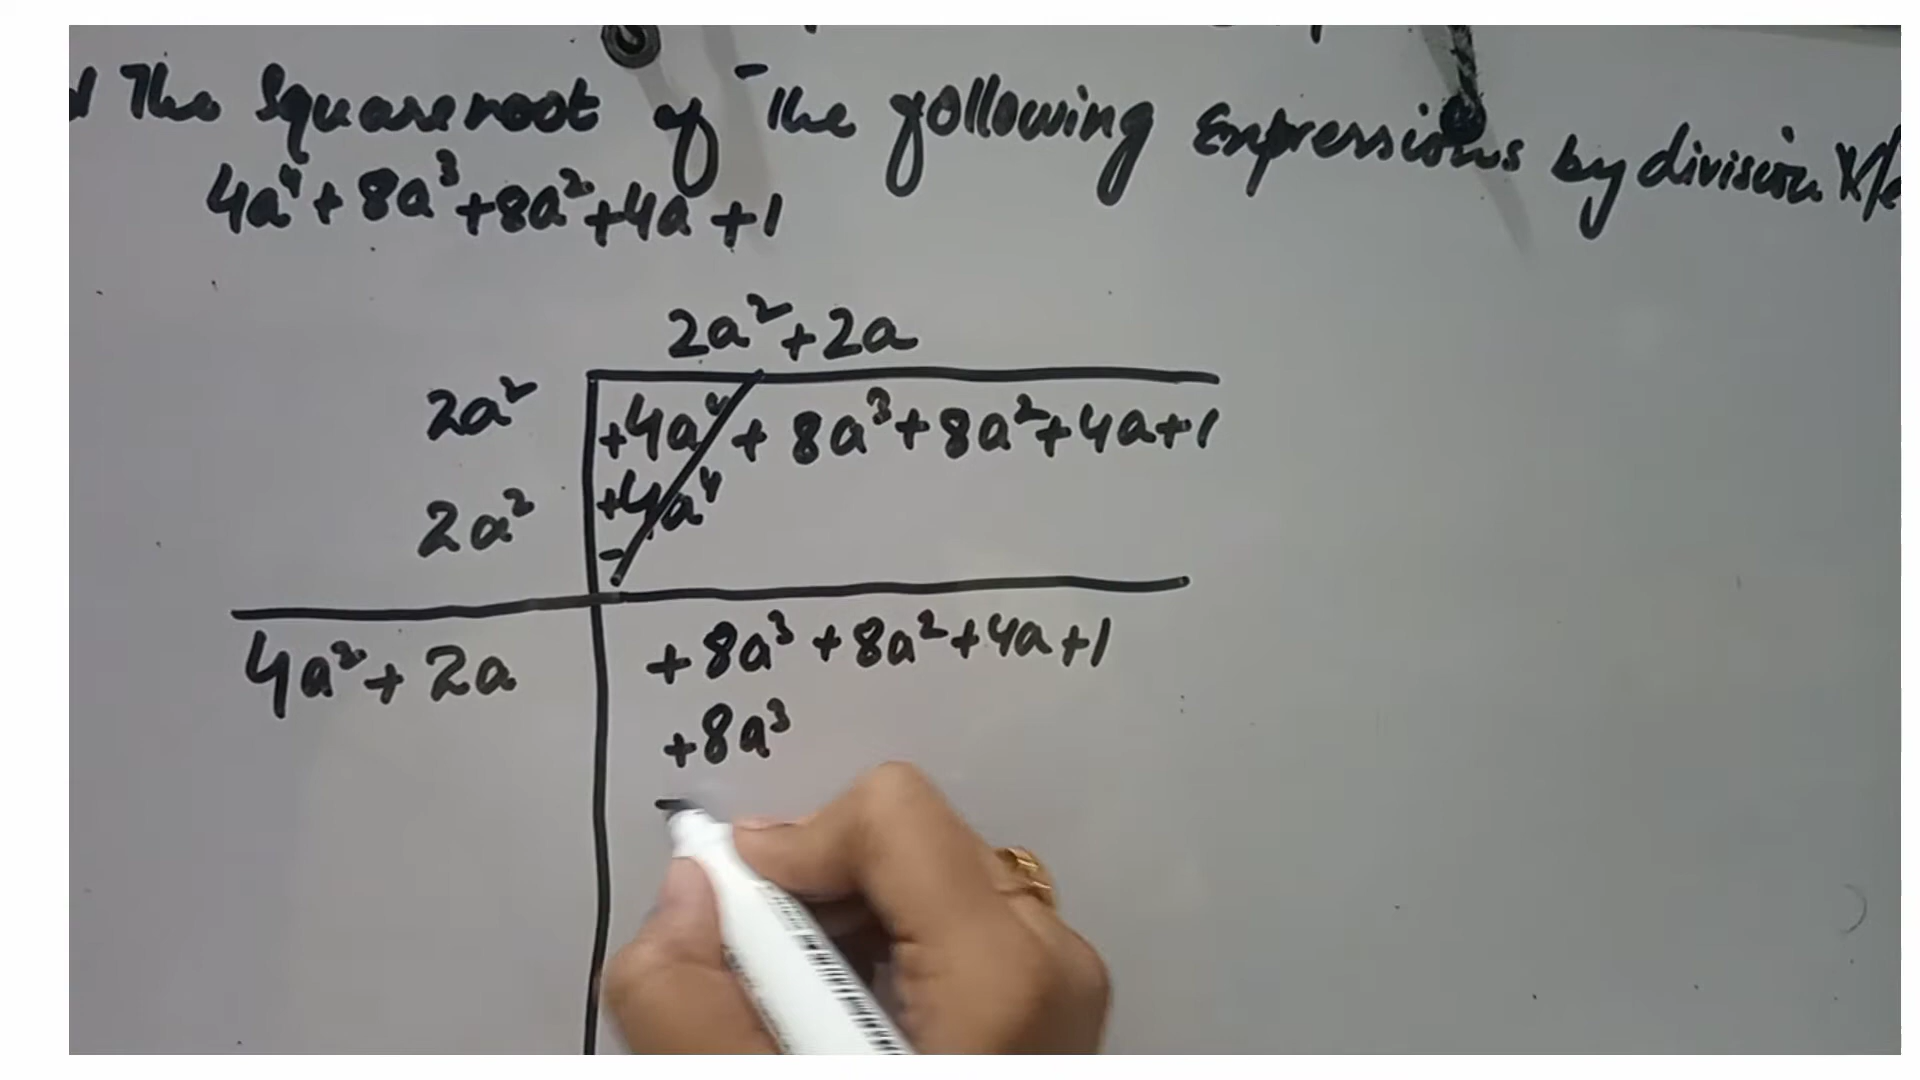 The Squareroot of The following Expressions by division
4a⁴+8a³+8a²+4a+1
2a²+2a
2a² +4a⁴+8a³+8a²+4a+1
2a² +4a⁴
-
4a²+2a +8a³+8a²+4a+1
+8a³
-